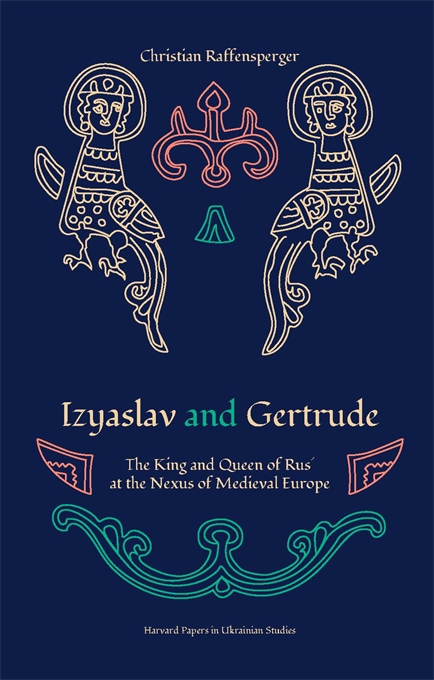 Christian Raffensperger
Izyaslav and Gertrude
The King and Queen of Rus´
at the Nexus of Medieval Europe
Harvard Papers in Ukrainian Studies